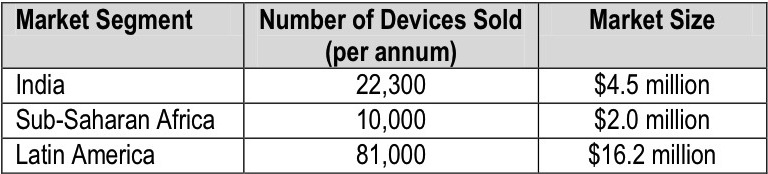 Market Segment Number of Devices Sold Market Size
(per annum)
India 22,300 $4.5 million
Sub-Saharan Africa 10,000 $2.0 million
Latin America 81,000 $16.2 million